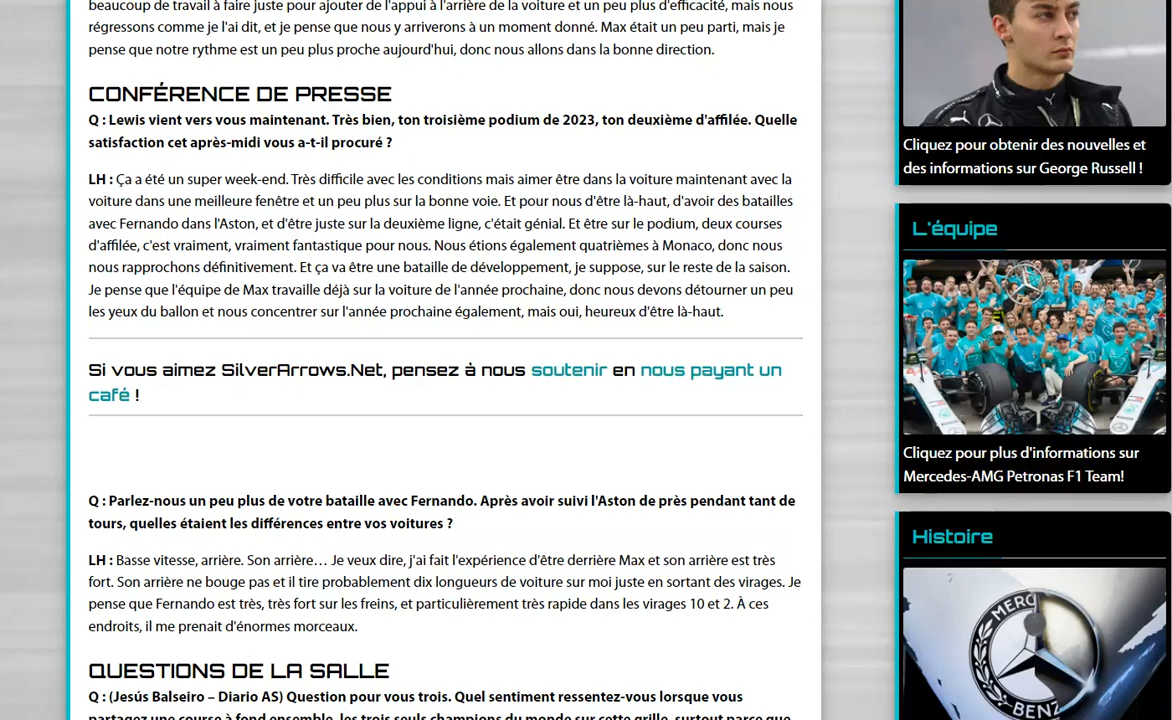 beaucoup de travail à faire juste pour ajouter de l'appui à l'arrière de la voiture et un peu plus d'efficacité, mais nous
régressons comme je l'ai dit, et je pense que nous y arriverons à un moment donné. Max était un peu parti, mais je
pense que notre rythme est un peu plus proche aujourd'hui, donc nous allons dans la bonne direction.
CONFÉRENCE DE PRESSE
Q : Lewis vient vers vous maintenant. Très bien, ton troisième podium de 2023, ton deuxième d'affilée. Quelle
satisfaction cet après-midi vous a-t-il procuré ?
LH : Ça a été un super week-end. Très difficile avec les conditions mais aimer être dans la voiture maintenant avec la
voiture dans une meilleure fenêtre et un peu plus sur la bonne voie. Et pour nous d'être là-haut, d'avoir des batailles
avec Fernando dans l'Aston, et d'être juste sur la deuxième ligne, c'était génial. Et être sur le podium, deux courses
d'affilée, c'est vraiment, vraiment fantastique pour nous. Nous étions également quatrièmes à Monaco, donc nous
nous rapprochons définitivement. Et ça va être une bataille de développement, je suppose, sur le reste de la saison.
Je pense que l'équipe de Max travaille déjà sur la voiture de l'année prochaine, donc nous devons détourner un peu
les yeux du ballon et nous concentrer sur l'année prochaine également, mais oui, heureux d'être là-haut.
Si vous aimez SilverArrows.Net, pensez à nous soutenir en nous payant un
café !
Q : Parlez-nous un peu plus de votre bataille avec Fernando. Après avoir suivi l'Aston de près pendant tant de
tours, quelles étaient les différences entre vos voitures ?
LH : Basse vitesse, arrière. Son arrière… Je veux dire, j'ai fait l'expérience d'être derrière Max et son arrière est très
fort. Son arrière ne bouge pas et il tire probablement dix longueurs de voiture sur moi juste en sortant des virages. Je
pense que Fernando est très, très fort sur les freins, et particulièrement très rapide dans les virages 10 et 2. À ces
endroits, il me prenait d'énormes morceaux.
QUESTIONS DE LA SALLE
Q : (Jesús Balseiro – Diario AS) Question pour vous trois. Quel sentiment ressentez-vous lorsque vous
partagez une course à fond ensemble, les trois seuls champions du monde sur cette grille, surtout parce que
Cliquez pour obtenir des nouvelles et
des informations sur George Russell !
L'équipe
Cliquez pour plus d'informations sur
Mercedes-AMG Petronas F1 Team!
Histoire
MERC
BENZ